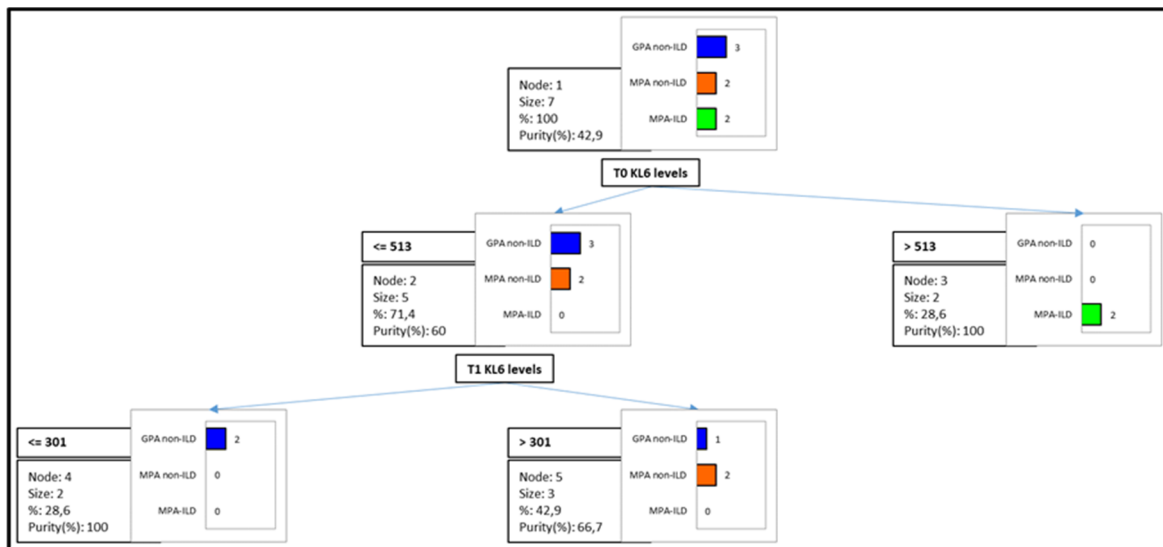 GPA non-ILD 3
MPA non-ILD 2
MPA-ILD 2
Node: 1
Size: 7
%: 100
Purity(%): 42,9
T0 KL6 levels
<= 513
GPA non-ILD 3
MPA non-ILD 2
MPA-ILD 0
Node: 2
Size: 5
%: 71,4
Purity(%): 60
> 513
GPA non-ILD 0
MPA non-ILD 0
MPA-ILD 2
Node: 3
Size: 2
%: 28,6
Purity(%): 100
T1 KL6 levels
<= 301
GPA non-ILD 2
MPA non-ILD 0
MPA-ILD 0
Node: 4
Size: 2
%: 28,6
Purity(%): 100
> 301
GPA non-ILD 1
MPA non-ILD 2
MPA-ILD 0
Node: 5
Size: 3
%: 42,9
Purity(%): 66,7